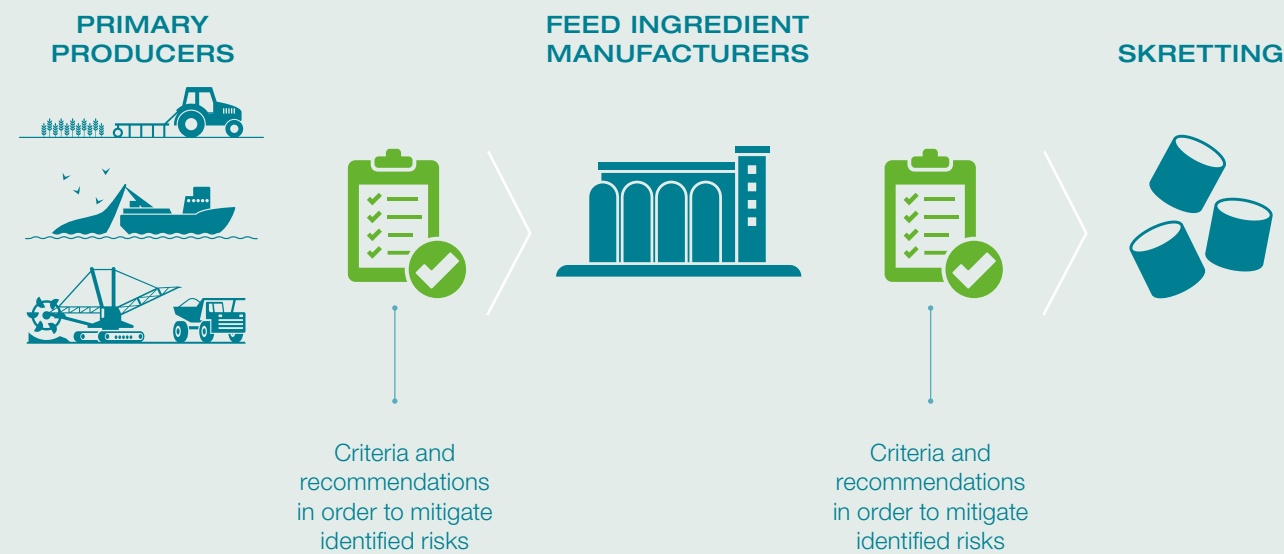 PRIMARY
PRODUCERS
FEED INGREDIENT
MANUFACTURERS
SKRETTING
Criteria and
recommendations
in order to mitigate
identified risks
Criteria and
recommendations
in order to mitigate
identified risks